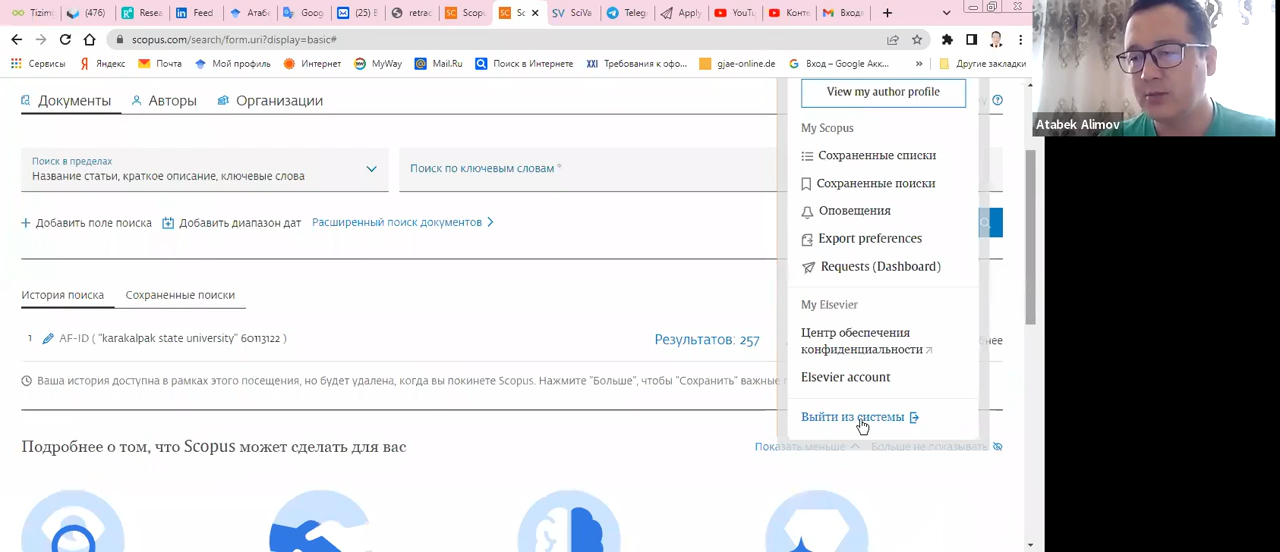 Tizim
(476)
Resea
Feed
Атабе
Goog
(25) В
retrac
Scopu
Sc
SciVa
Teleg
Apply
YouTu
Конте
Входя
scopus.com/search/form.uri?display=basic#
Сервисы
Яндекс
Почта
Мой профиль
Интернет
MyWay
Mail.Ru
Поиск в Интернете
XXI Требования к офо...
gjae-online.de
Вход – Google Акк...
»
Другие закладки
Документы
Авторы
Организации
View my author profile
Atabek Alimov
My Scopus
Поиск в пределах
Название статьи, краткое описание, ключевые слова
Поиск по ключевым словам *
Сохраненные списки
Сохраненные поиски
Оповещения
Export preferences
Requests (Dashboard)
+ Добавить поле поиска
Добавить диапазон дат
Расширенный поиск документов >
История поиска
Сохраненные поиски
My Elsevier
1
AF-ID ( "karakalpak state university" 60113122 )
Результатов: 257
Центр обеспечения
конфиденциальности
Elsevier account
Ваша история доступна в рамках этого посещения, но будет удалена, когда вы покинете Scopus. Нажмите "Больше", чтобы "Сохранить" важные
Выйти из системы
Подробнее о том, что Scopus может сделать для вас
Показать меньше
Больше не показывать